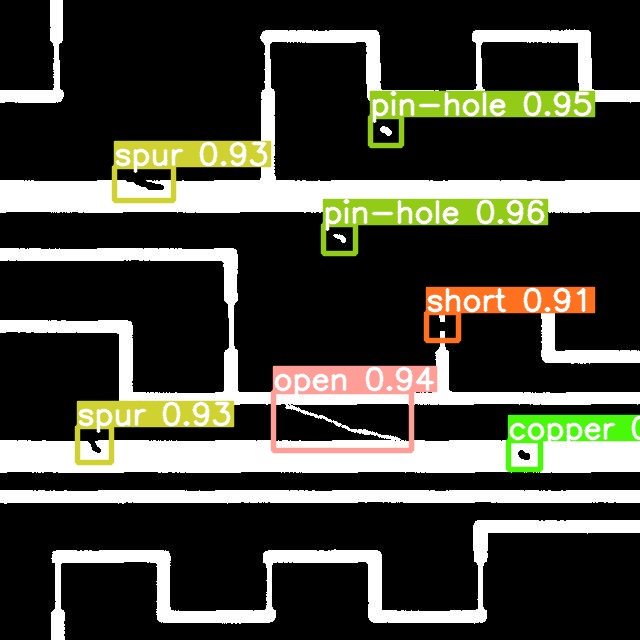 pin-hole 0.95
spur 0.93
pin-hole 0.96
short 0.91
open 0.94
spur 0.93
copper